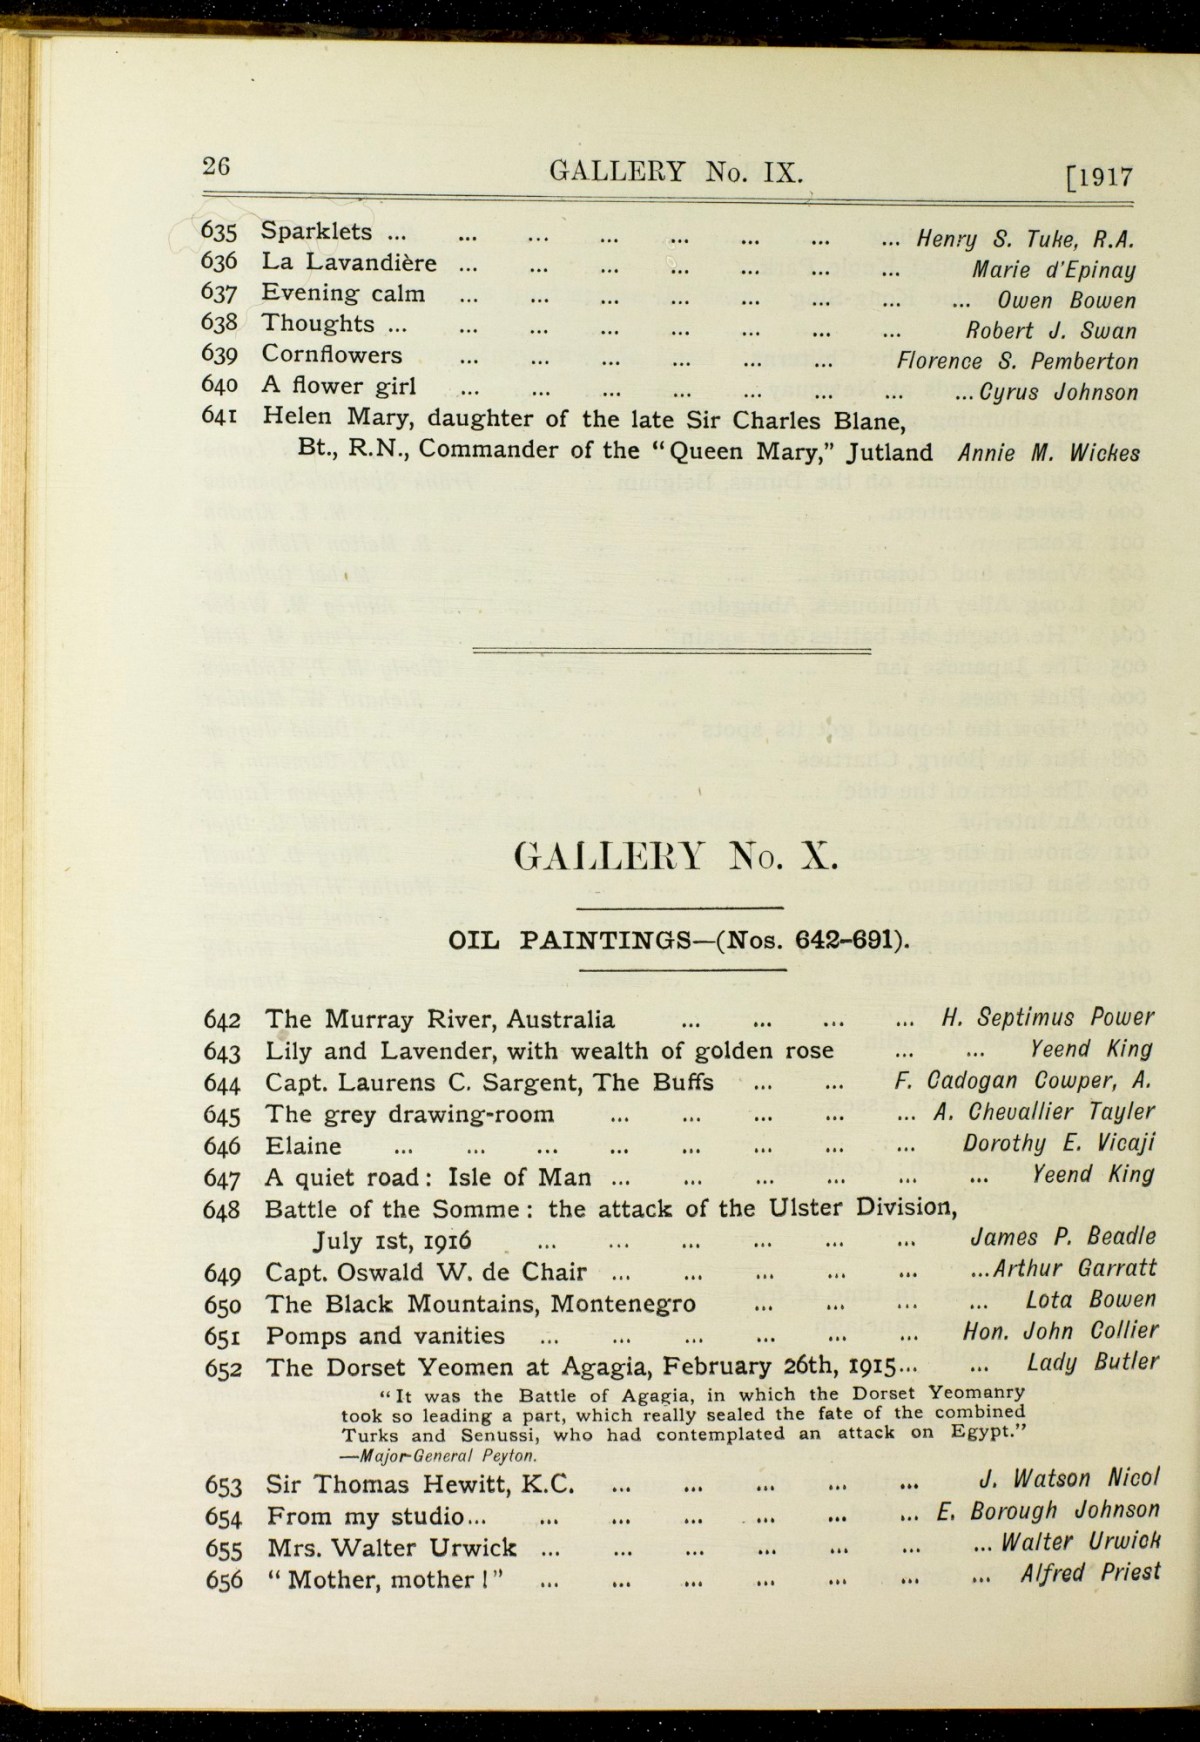 26 GALLERY No. IX. [1917
635 Sparklets ... ... ... ... ... ... ... ... Henry S. Tuke, R.A.
636 La Lavandière ... ... ... ... ... ... ... Marie d'Epinay
637 Evening calm ... ... ... ... ... ... ... ... Owen Bowen
638 Thoughts ... ... ... ... ... ... ... ... Robert J. Swan
639 Cornflowers ... ... ... ... ... ... Florence S. Pemberton
640 A flower girl ... ... ... ... ... ... ... ... Cyrus Johnson
641 Helen Mary, daughter of the late Sir Charles Blane,
Bt., R.N., Commander of the "Queen Mary," Jutland Annie M. Wickes
GALLERY No. X.
OIL PAINTINGS—(Nos. 642-691).
642 The Murray River, Australia ... ... ... ... H. Septimus Power
643 Lily and Lavender, with wealth of golden rose ... ... Yeend King
644 Capt. Laurens C. Sargent, The Buffs ... ... F. Cadogan Cowper, A.
645 The grey drawing-room ... ... ... ... ... A. Chevallier Tayler
646 Elaine ... ... ... ... ... ... ... ... Dorothy E. Vicaji
647 A quiet road: Isle of Man ... ... ... ... ... ... Yeend King
648 Battle of the Somme: the attack of the Ulster Division,
July 1st, 1916 ... ... ... ... ... ... James P. Beadle
649 Capt. Oswald W. de Chair ... ... ... ... ... ... Arthur Garratt
650 The Black Mountains, Montenegro ... ... ... ... Lota Bowen
651 Pomps and vanities ... ... ... ... ... ... Hon. John Collier
652 The Dorset Yeomen at Agagia, February 26th, 1915... ... Lady Butler
"It was the Battle of Agagia, in which the Dorset Yeomanry
took so leading a part, which really sealed the fate of the combined
Turks and Senussi, who had contemplated an attack on Egypt."
—Major-General Peyton.
653 Sir Thomas Hewitt, K.C. ... ... ... ... ... J. Watson Nicol
654 From my studio... ... ... ... ... ... ... E. Borough Johnson
655 Mrs. Walter Urwick ... ... ... ... ... ... ... Walter Urwick
656 "Mother, mother!" ... ... ... ... ... ... ... Alfred Priest